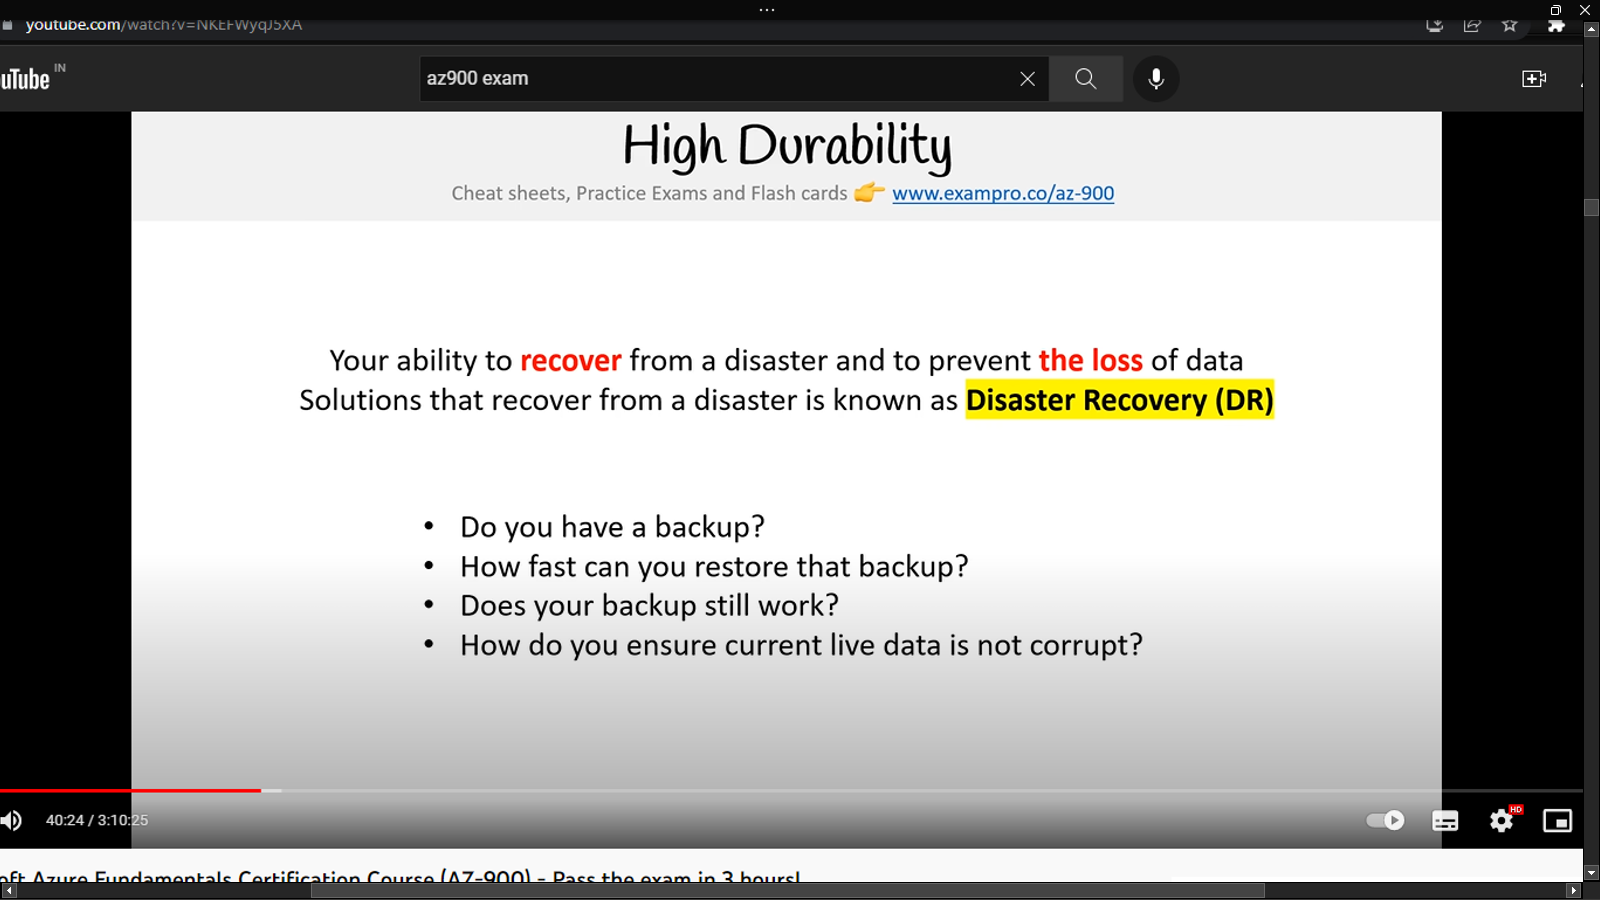 youtube.com/watch?v=NKEFWyqJ5XA
uTube IN
az900 exam
High Durability
Cheat sheets, Practice Exams and Flash cards 👉 www.exampro.co/az-900
Your ability to recover from a disaster and to prevent the loss of data
Solutions that recover from a disaster is known as Disaster Recovery (DR)
• Do you have a backup?
• How fast can you restore that backup?
• Does your backup still work?
• How do you ensure current live data is not corrupt?
40:24 / 3:10:25
HD
oft Azure Fundamentals Certification Course (AZ-900) - Pass the exam in 3 hours!